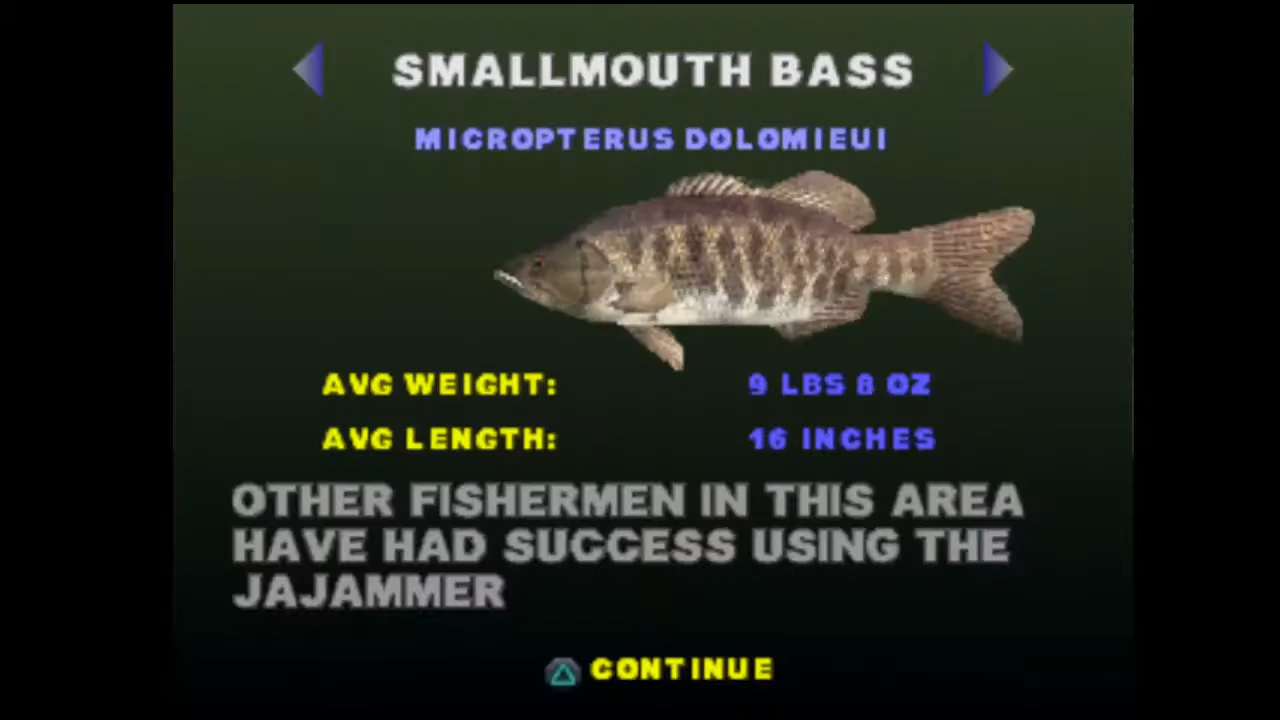 SMALLMOUTH BASS
MICROPTERUS DOLOMIEUI
AVG WEIGHT: 9 LBS 8 OZ
AVG LENGTH: 16 INCHES
OTHER FISHERMEN IN THIS AREA
HAVE HAD SUCCESS USING THE
JAJAMMER
CONTINUE